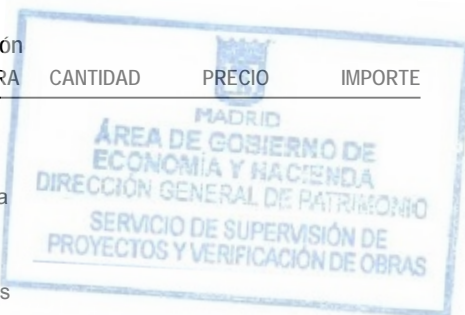 ón
RA CANTIDAD PRECIO IMPORTE
MADRID
ÁREA DE GOBIERNO DE
ECONOMÍA Y HACIENDA
a
DIRECCIÓN GENERAL DE PATRIMONIO
SERVICIO DE SUPERVISIÓN DE
PROYECTOS Y VERIFICACIÓN DE OBRAS
s